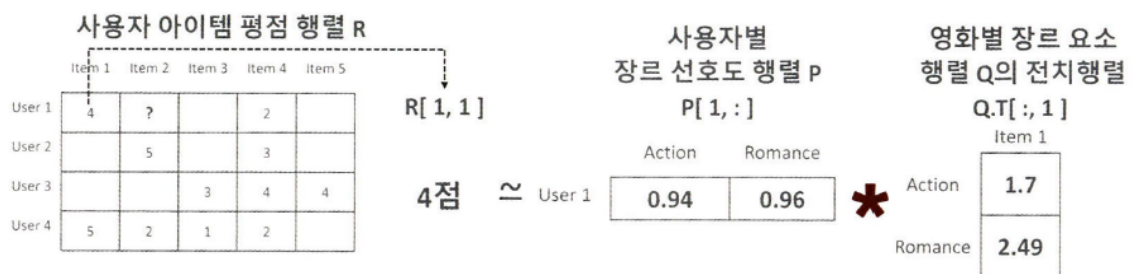 사용자 아이템 평점 행렬 R
Item 1 Item 2 Item 3 Item 4 Item 5
User 1 4 ? 2
User 2 5 3
User 3 3 4 4
User 4 5 2 1 2
R[ 1, 1 ]
4점 ≃
사용자별
장르 선호도 행렬 P
P[ 1, : ]
Action Romance
User 1 0.94 0.96
*
영화별 장르 요소
행렬 Q의 전치행렬
Q.T[ :, 1 ]
Item 1
Action 1.7
Romance 2.49